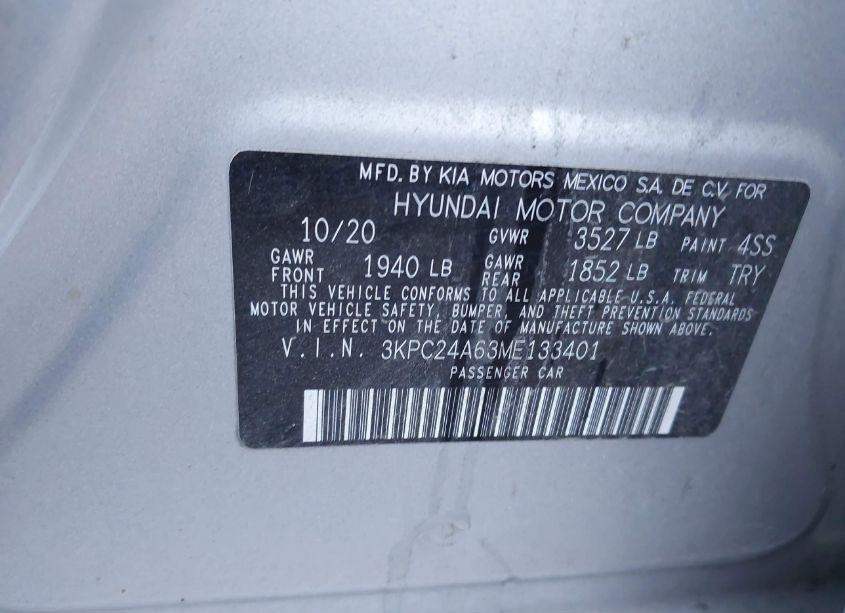 MFD. BY KIA MOTORS MEXICO S.A. DE C.V. FOR
HYUNDAI MOTOR COMPANY
10/20 GVWR 3527 LB PAINT 4SS
GAWR FRONT 1940 LB GAWR REAR 1852 LB TRIM TRY
THIS VEHICLE CONFORMS TO ALL APPLICABLE U.S.A. FEDERAL
MOTOR VEHICLE SAFETY, BUMPER, AND THEFT PREVENTION STANDARDS
IN EFFECT ON THE DATE OF MANUFACTURE SHOWN ABOVE.
V.I.N. 3KPC24A63ME133401
PASSENGER CAR